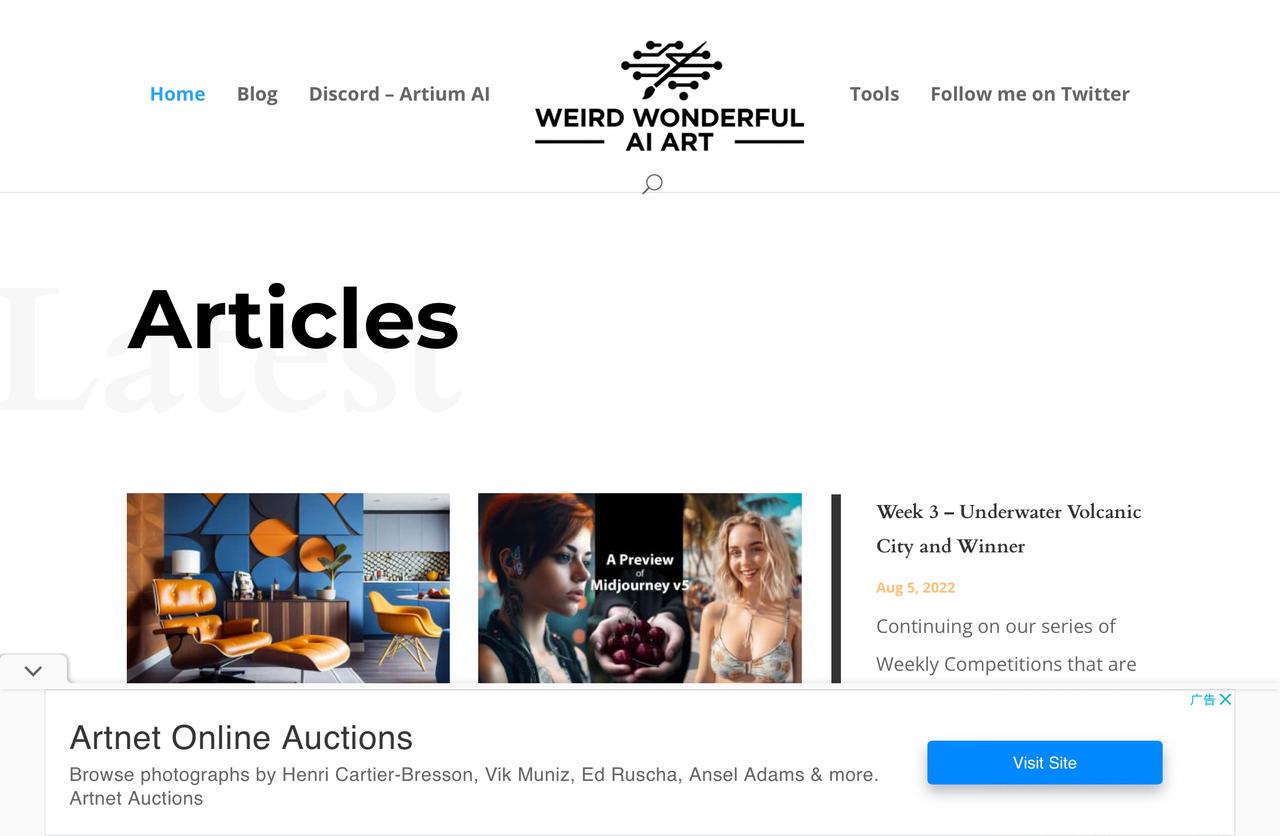 Home Blog Discord – Artium AI
WEIRD WONDERFUL
AI ART
Tools Follow me on Twitter
Latest
Articles
A Preview
of
Midjourney v5
Week 3 – Underwater Volcanic
City and Winner
Aug 5, 2022
Continuing on our series of
Weekly Competitions that are
广告
Artnet Online Auctions
Browse photographs by Henri Cartier-Bresson, Vik Muniz, Ed Ruscha, Ansel Adams & more.
Artnet Auctions
Visit Site